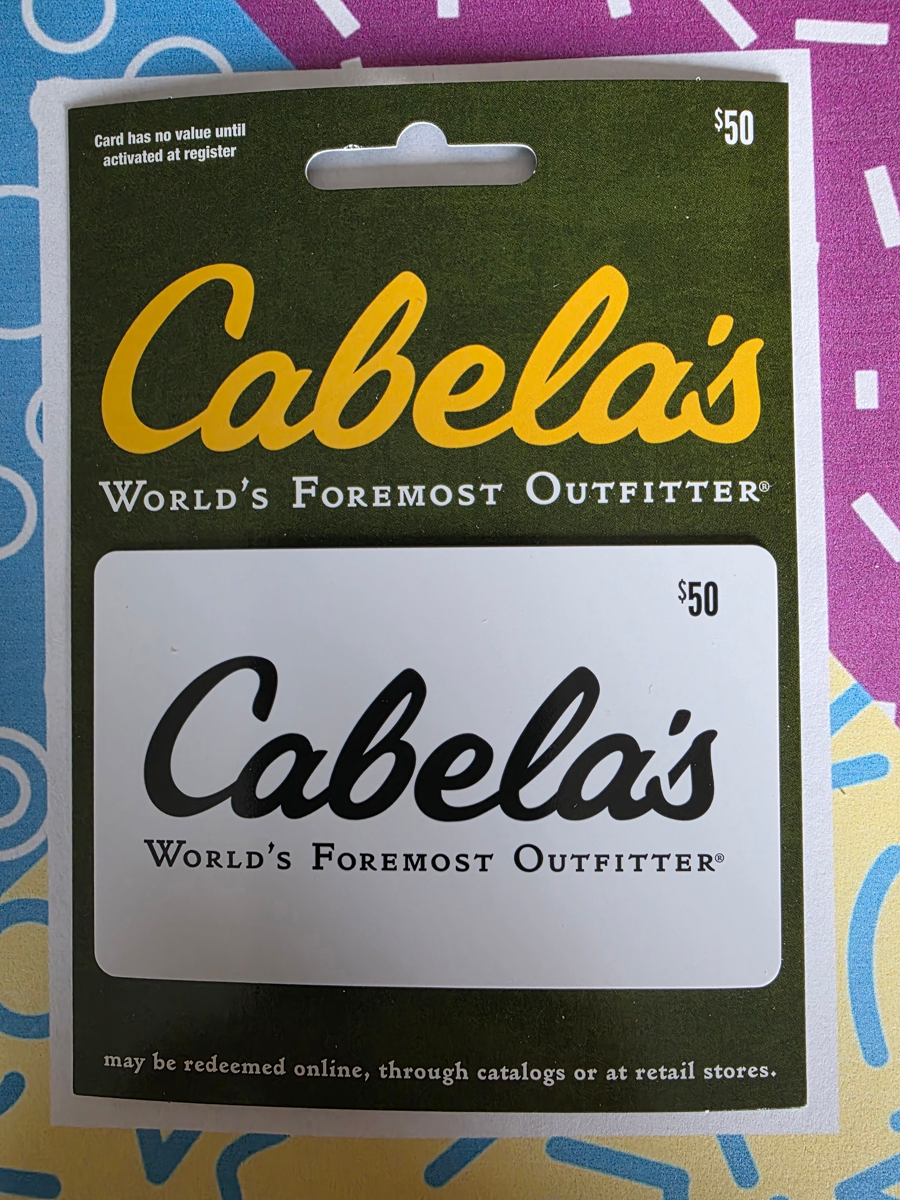 Card has no value until
activated at register
$50
Cabela's
World's Foremost Outfitter®
$50
Cabela's
World's Foremost Outfitter®
may be redeemed online, through catalogs or at retail stores.